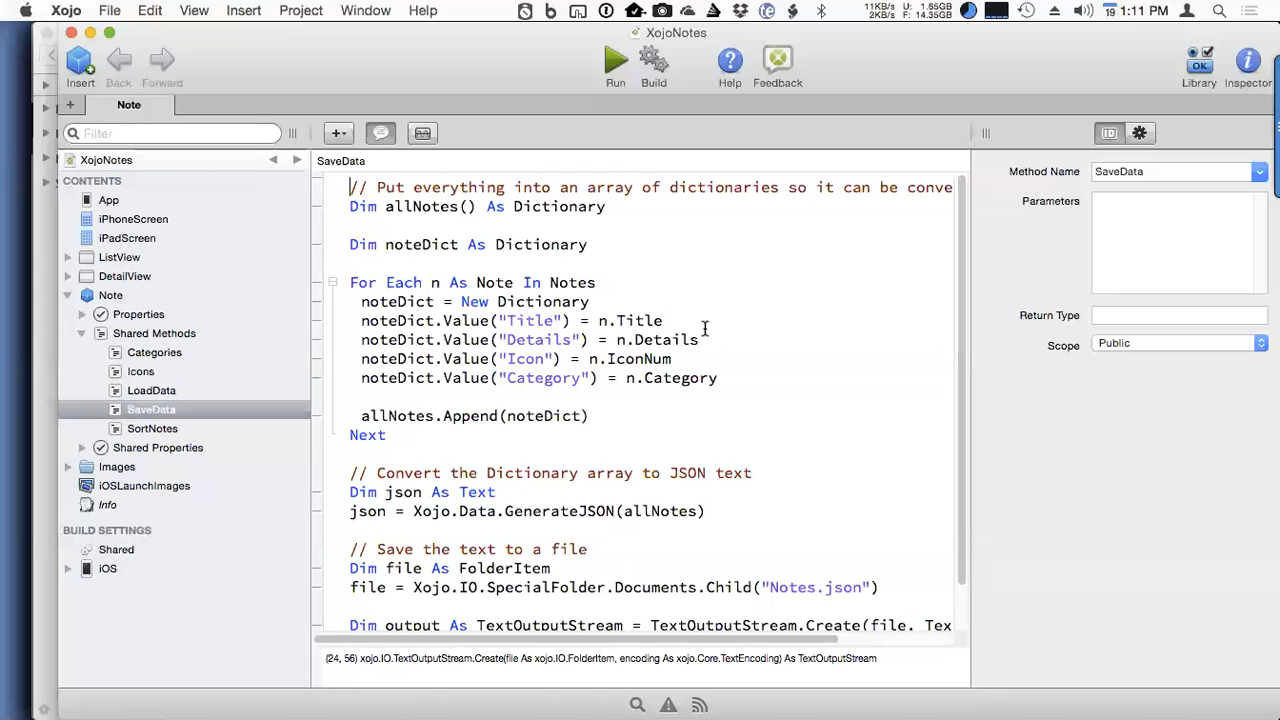 Xojo File Edit View Insert Project Window Help 11KB/s 2KB/s U: 1.65GB F: 14.35GB 19 1:11 PM
XojoNotes
Insert Back Forward Run Build Help Feedback OK Library Inspector
+ Note
Filter
XojoNotes
CONTENTS
App
iPhoneScreen
iPadScreen
ListView
DetailView
Note
Properties
Shared Methods
Categories
Icons
LoadData
SaveData
SortNotes
Shared Properties
Images
iOSLaunchImages
Info
BUILD SETTINGS
Shared
iOS
SaveData
// Put everything into an array of dictionaries so it can be conve
Dim allNotes() As Dictionary
Dim noteDict As Dictionary
For Each n As Note In Notes
noteDict = New Dictionary
noteDict.Value("Title") = n.Title
noteDict.Value("Details") = n.Details
noteDict.Value("Icon") = n.IconNum
noteDict.Value("Category") = n.Category
allNotes.Append(noteDict)
Next
// Convert the Dictionary array to JSON text
Dim json As Text
json = Xojo.Data.GenerateJSON(allNotes)
// Save the text to a file
Dim file As FolderItem
file = Xojo.IO.SpecialFolder.Documents.Child("Notes.json")
Dim output As TextOutputStream = TextOutputStream.Create(file, Tex
(24, 56) xojo.IO.TextOutputStream.Create(file As xojo.IO.FolderItem, encoding As xojo.Core.TextEncoding) As TextOutputStream
ID
Method Name SaveData
Parameters
Return Type
Scope Public